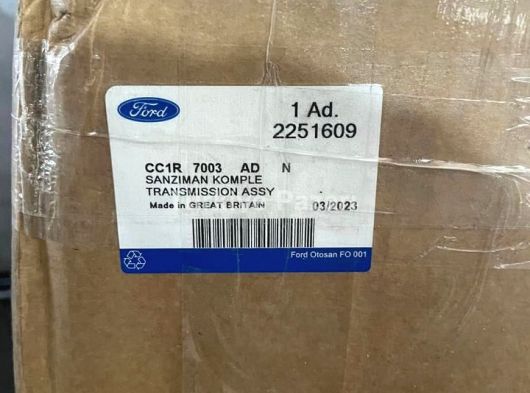 Ford
1 Ad.
2251609
CC1R 7003 AD N
SANZIMAN KOMPLE
TRANSMISSION ASSY
Made in GREAT BRITAIN 03/2023
Ford Otosan FO 001